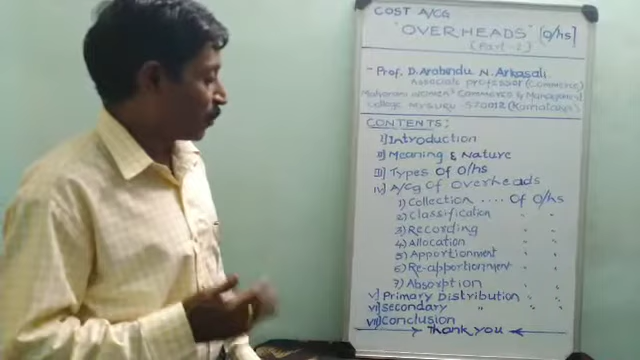 COST A/CG
"OVERHEADS" [O/hs]
(Part-1)
- Prof. D. Arabindu N. Arkasali.
Associate professor (Commerce)
Maharani women's Commerce & Management
College Mysuru - 570012 (Karnataka)
CONTENTS:
I] Introduction
II] Meaning & Nature
III] Types Of O/hs
IV] A/Cg Of Overheads
1) Collection .... Of O/hs
2) Classification " "
3) Recording " "
4) Allocation " "
5) Apportionment " "
6) Re-apportionment " "
7) Absorption " "
V] Primary Distribution " "
VI] Secondary " " "
VII] Conclusion
Thank you